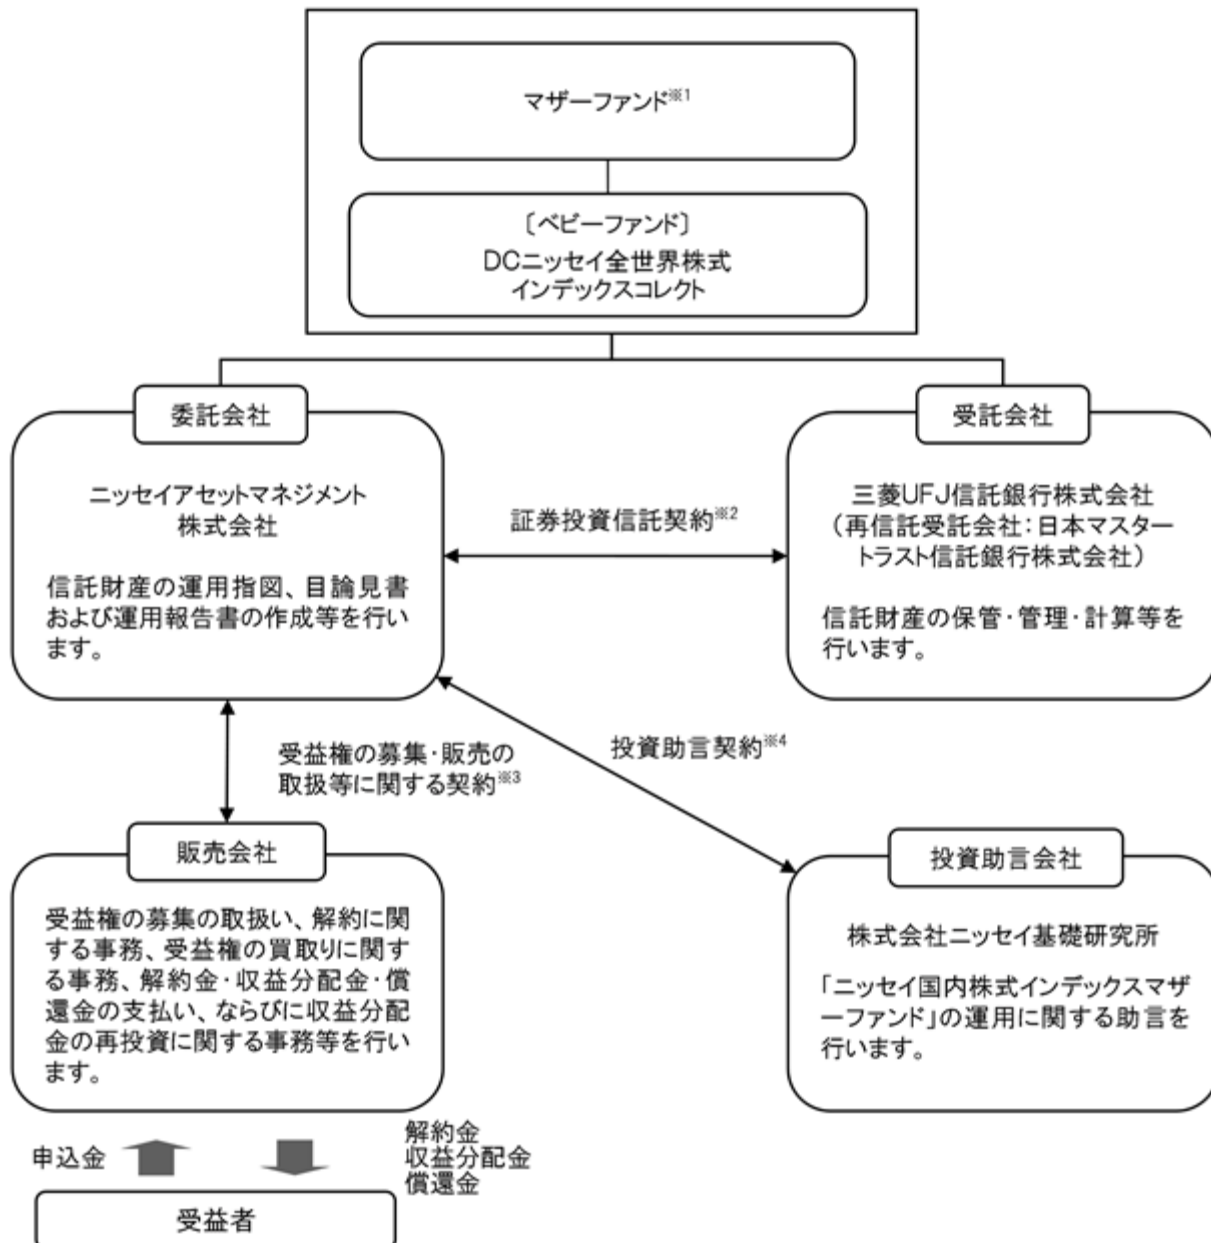 マザーファンド※1
〔ベビーファンド〕
DCニッセイ全世界株式
インデックスコレクト
委託会社
ニッセイアセットマネジメント
株式会社
信託財産の運用指図、目論見書
および運用報告書の作成等を行い
ます。
証券投資信託契約※2
受託会社
三菱UFJ信託銀行株式会社
(再信託受託会社:日本マスター
トラスト信託銀行株式会社)
信託財産の保管・管理・計算等を
行います。
受益権の募集・販売の
取扱等に関する契約※3
投資助言契約※4
販売会社
受益権の募集の取扱い、解約に関
する事務、受益権の買取りに関す
る事務、解約金・収益分配金・償
還金の支払い、ならびに収益分配
金の再投資に関する事務等を行い
ます。
投資助言会社
株式会社ニッセイ基礎研究所
「ニッセイ国内株式インデックスマザ
ーファンド」の運用に関する助言を
行います。
申込金
解約金
収益分配金
償還金
受益者